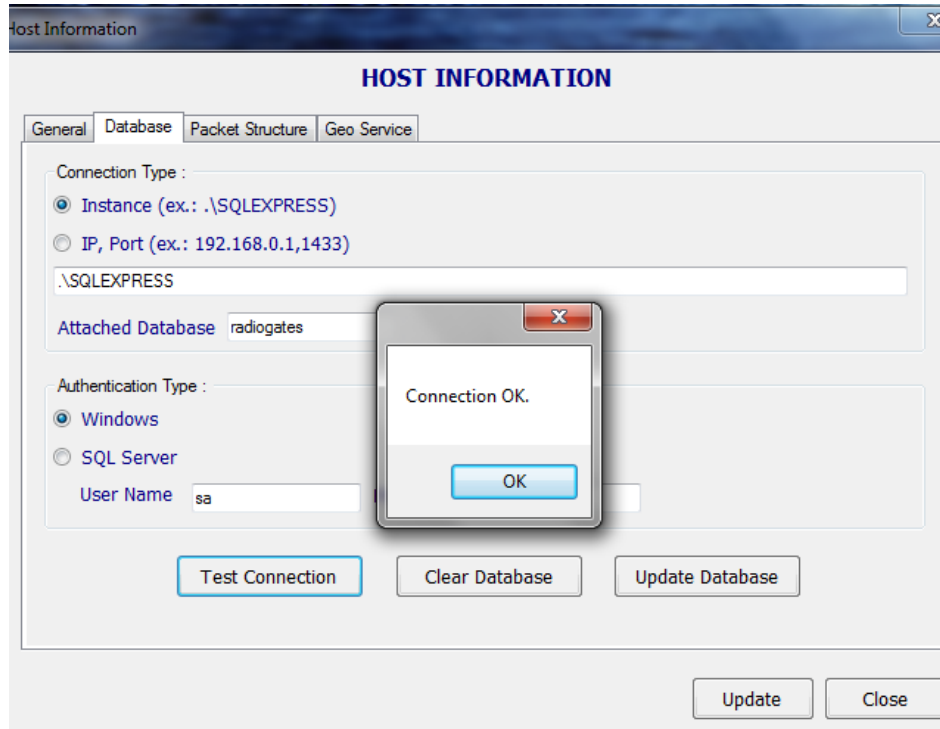 Host Information
HOST INFORMATION
General Database Packet Structure Geo Service
Connection Type :
Instance (ex.: .\SQLEXPRESS)
IP, Port (ex.: 192.168.0.1,1433)
.\SQLEXPRESS
Attached Database radiogates
Connection OK.
OK
Authentication Type :
Windows
SQL Server
User Name sa
Test Connection Clear Database Update Database
Update Close